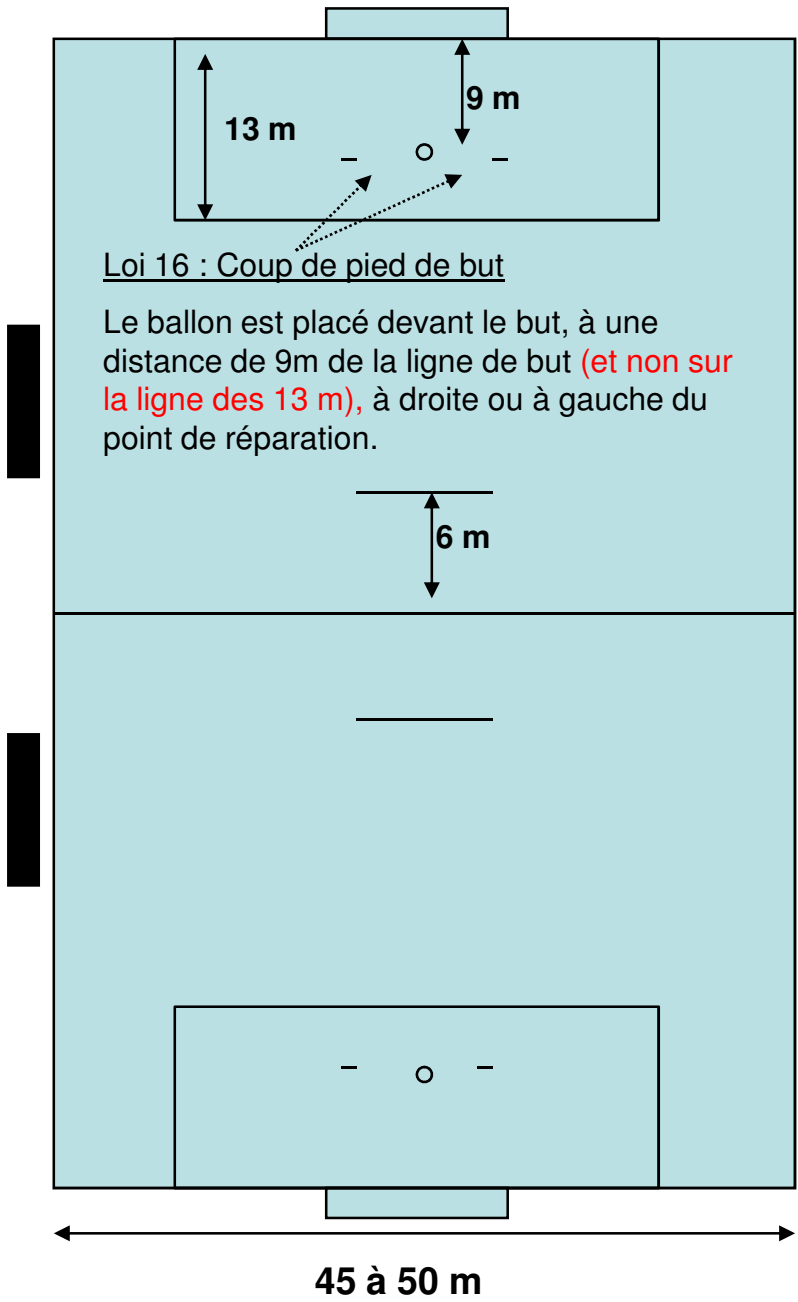 9 m
13 m
Loi 16 : Coup de pied de but
Le ballon est placé devant le but, à une
distance de 9m de la ligne de but (et non sur
la ligne des 13 m), à droite ou à gauche du
point de réparation.
6 m
45 à 50 m